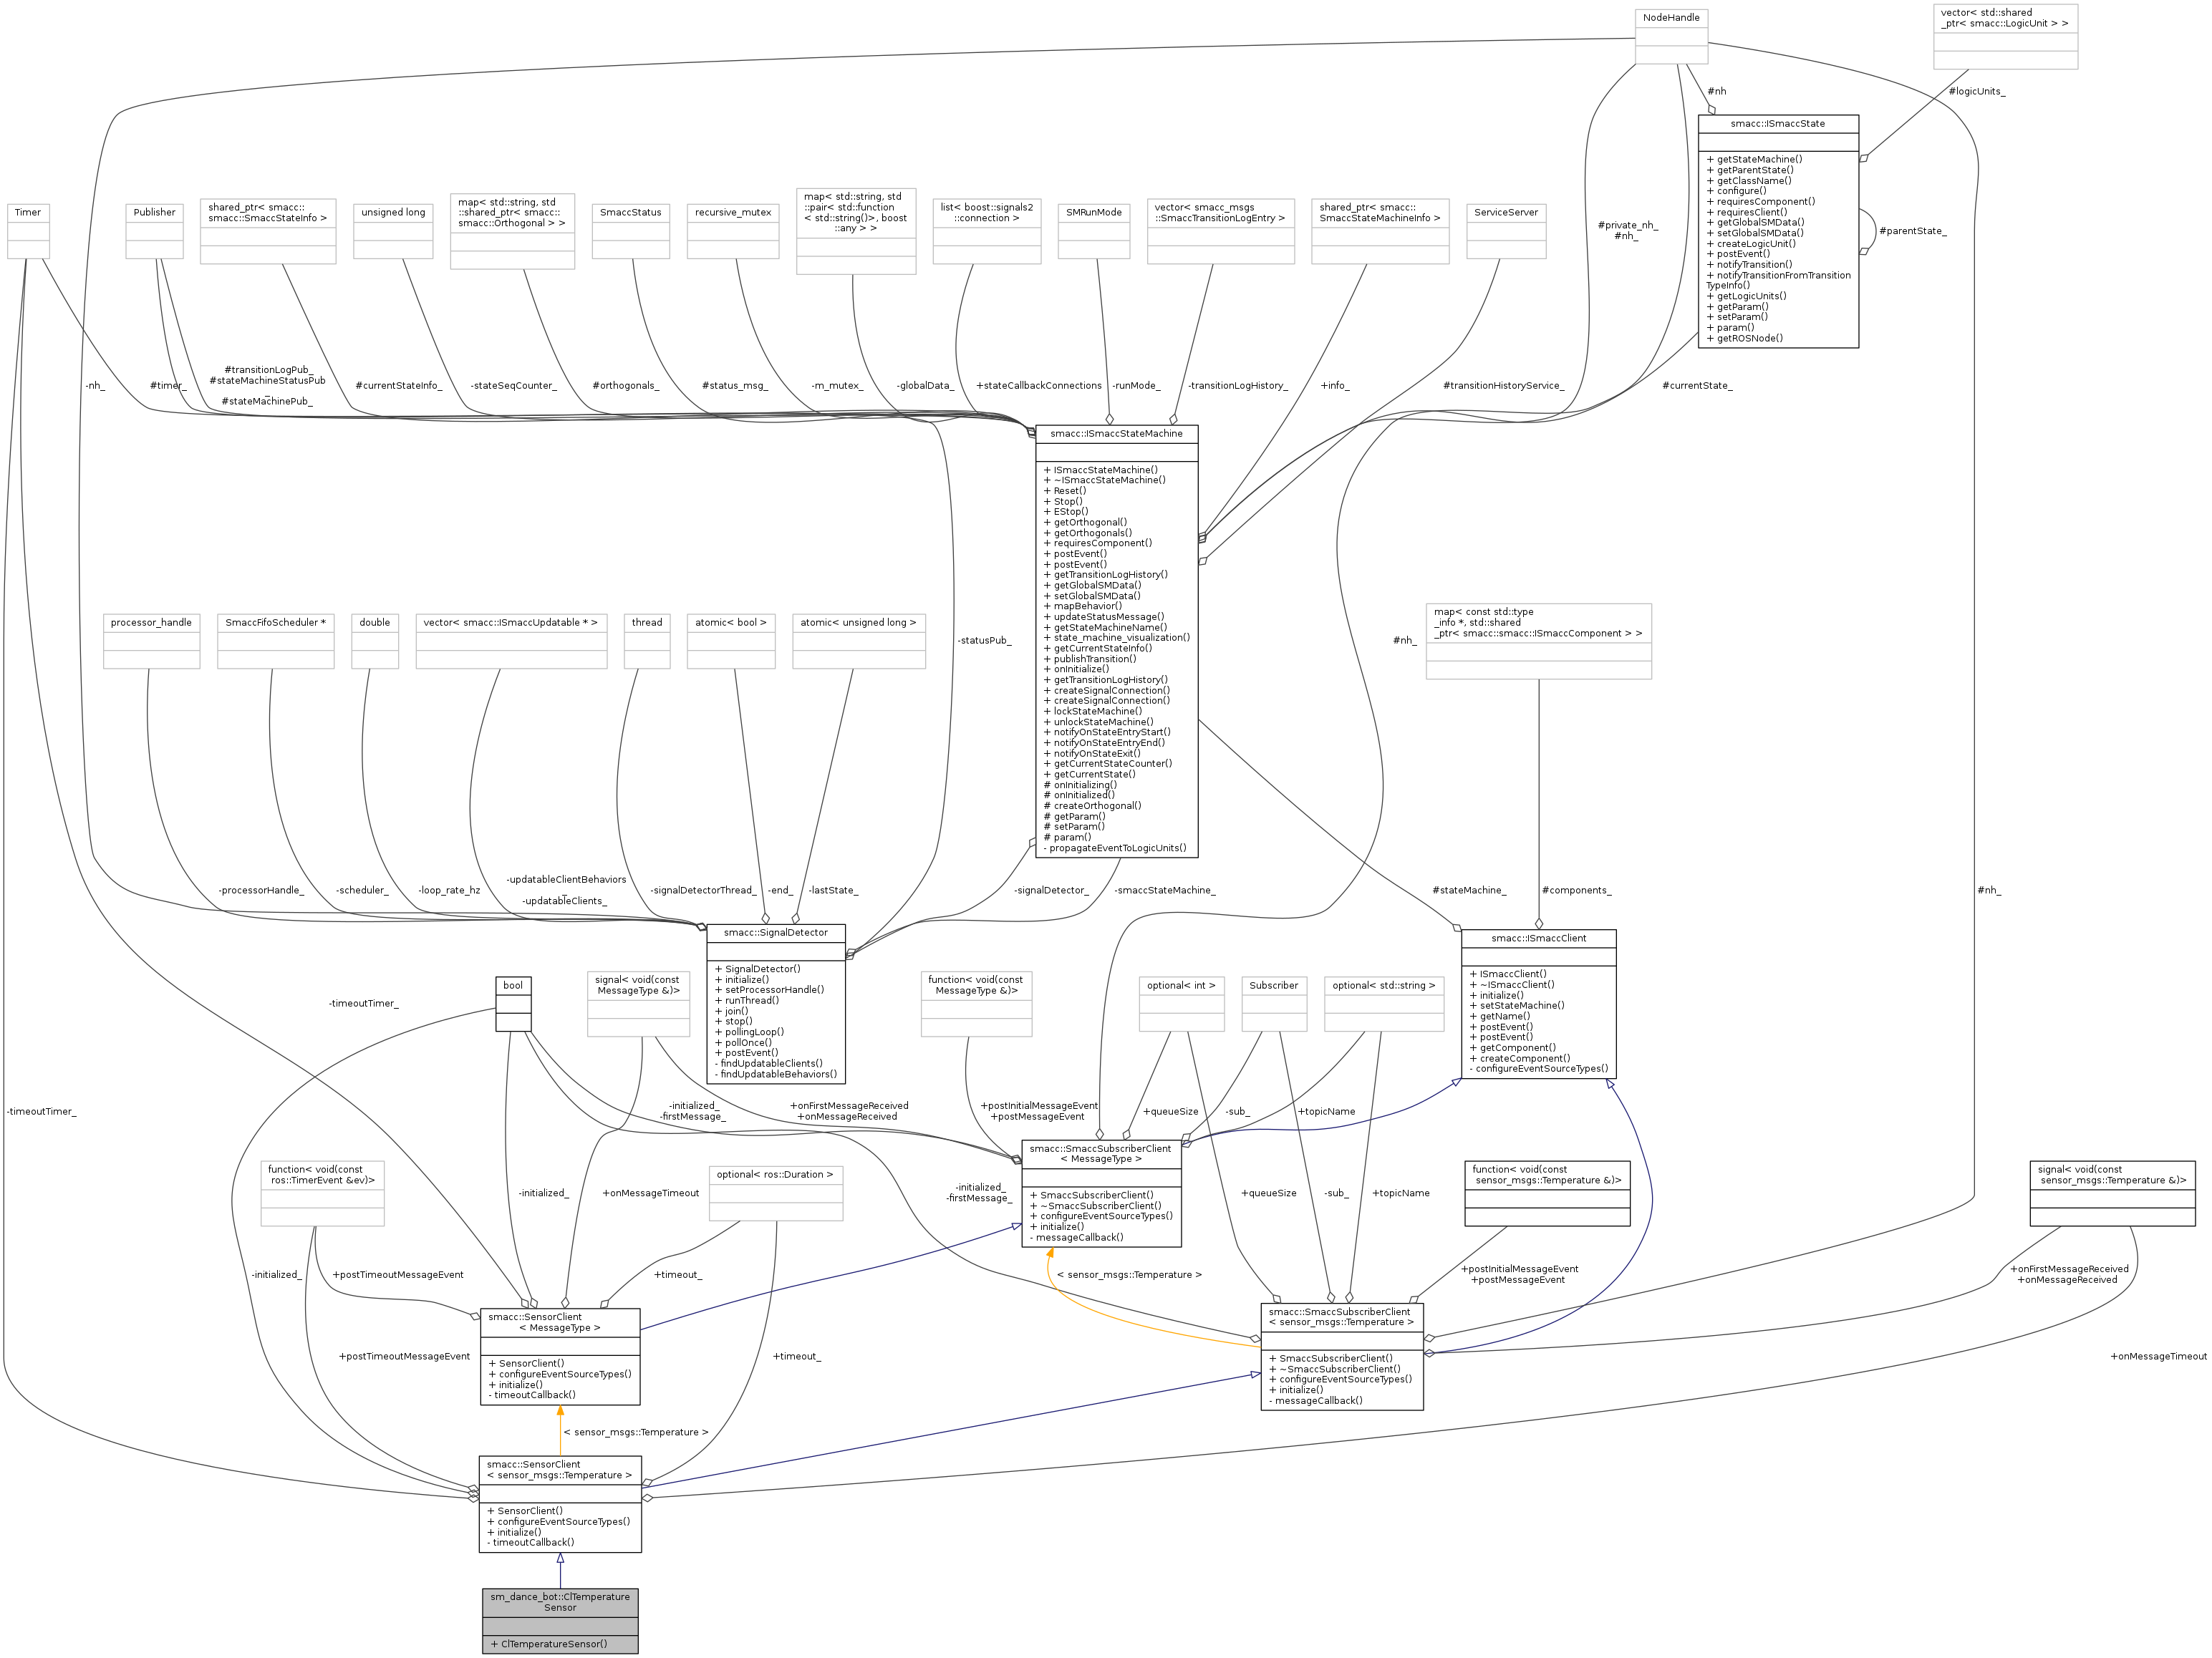 NodeHandle
vector< std::shared
_ptr< smacc::LogicUnit > >
#nh
#logicUnits_
smacc::ISmaccState
+ getStateMachine()
+ getParentState()
+ getClassName()
+ configure()
+ requiresComponent()
+ requiresClient()
+ getGlobalSMData()
+ setGlobalSMData()
+ createLogicUnit()
+ postEvent()
+ notifyTransition()
+ notifyTransitionFromTransition
TypeInfo()
+ getLogicUnits()
+ getParam()
+ setParam()
+ param()
+ getROSNode()
#parentState_
#private_nh_
#nh_
Timer
Publisher
shared_ptr< smacc::
smacc::SmaccStateInfo >
unsigned long
map< std::string, std
::shared_ptr< smacc::
smacc::Orthogonal > >
SmaccStatus
recursive_mutex
map< std::string, std
::pair< std::function
< std::string()>, boost
::any > >
list< boost::signals2
::connection >
SMRunMode
vector< smacc_msgs
::SmaccTransitionLogEntry >
shared_ptr< smacc::
SmaccStateMachineInfo >
ServiceServer
-nh_
#timer_
#transitionLogPub_
#stateMachineStatusPub
_
#stateMachinePub_
#currentStateInfo_
-stateSeqCounter_
#orthogonals_
#status_msg_
-m_mutex_
-globalData_
+stateCallbackConnections
-runMode_
-transitionLogHistory_
+info_
#transitionHistoryService_
#currentState_
smacc::ISmaccStateMachine
+ ISmaccStateMachine()
+ ~ISmaccStateMachine()
+ Reset()
+ Stop()
+ EStop()
+ getOrthogonal()
+ getOrthogonals()
+ requiresComponent()
+ postEvent()
+ postEvent()
+ getTransitionLogHistory()
+ getGlobalSMData()
+ setGlobalSMData()
+ mapBehavior()
+ updateStatusMessage()
+ getStateMachineName()
+ state_machine_visualization()
+ getCurrentStateInfo()
+ publishTransition()
+ onInitialize()
+ getTransitionLogHistory()
+ createSignalConnection()
+ createSignalConnection()
+ lockStateMachine()
+ unlockStateMachine()
+ notifyOnStateEntryStart()
+ notifyOnStateEntryEnd()
+ notifyOnStateExit()
+ getCurrentStateCounter()
+ getCurrentState()
# onInitializing()
# onInitialized()
# createOrthogonal()
# getParam()
# setParam()
# param()
- propagateEventToLogicUnits()
processor_handle
SmaccFifoScheduler *
double
vector< smacc::ISmaccUpdatable * >
thread
atomic< bool >
atomic< unsigned long >
-statusPub_
#nh_
map< const std::type
_info *, std::shared
_ptr< smacc::smacc::ISmaccComponent > >
-processorHandle_
-scheduler_
-loop_rate_hz
-updatableClientBehaviors
_
-updatableClients_
-signalDetectorThread_
-end_
-lastState_
-signalDetector_
-smaccStateMachine_
#stateMachine_
#components_
#nh_
smacc::SignalDetector
+ SignalDetector()
+ initialize()
+ setProcessorHandle()
+ runThread()
+ join()
+ stop()
+ pollingLoop()
+ pollOnce()
+ postEvent()
- findUpdatableClients()
- findUpdatableBehaviors()
smacc::ISmaccClient
+ ISmaccClient()
+ ~ISmaccClient()
+ initialize()
+ setStateMachine()
+ getName()
+ postEvent()
+ postEvent()
+ getComponent()
+ createComponent()
- configureEventSourceTypes()
-timeoutTimer_
bool
signal< void(const
MessageType &)>
function< void(const
MessageType &)>
optional< int >
Subscriber
optional< std::string >
-timeoutTimer_
-initialized_
-firstMessage_
+onFirstMessageReceived
+onMessageReceived
+postInitialMessageEvent
+postMessageEvent
+queueSize
-sub_
+topicName
smacc::SmaccSubscriberClient
< MessageType >
+ SmaccSubscriberClient()
+ ~SmaccSubscriberClient()
+ configureEventSourceTypes()
+ initialize()
- messageCallback()
function< void(const
ros::TimerEvent &ev)>
-initialized_
+onMessageTimeout
optional< ros::Duration >
-initialized_
-firstMessage_
+queueSize
-sub_
+topicName
function< void(const
sensor_msgs::Temperature &)>
signal< void(const
sensor_msgs::Temperature &)>
-initialized_
+postTimeoutMessageEvent
+timeout_
< sensor_msgs::Temperature >
+postInitialMessageEvent
+postMessageEvent
+onFirstMessageReceived
+onMessageReceived
smacc::SensorClient
< MessageType >
+ SensorClient()
+ configureEventSourceTypes()
+ initialize()
- timeoutCallback()
smacc::SmaccSubscriberClient
< sensor_msgs::Temperature >
+ SmaccSubscriberClient()
+ ~SmaccSubscriberClient()
+ configureEventSourceTypes()
+ initialize()
- messageCallback()
+postTimeoutMessageEvent
+timeout_
+onMessageTimeout
< sensor_msgs::Temperature >
smacc::SensorClient
< sensor_msgs::Temperature >
+ SensorClient()
+ configureEventSourceTypes()
+ initialize()
- timeoutCallback()
sm_dance_bot::ClTemperature
Sensor
+ ClTemperatureSensor()